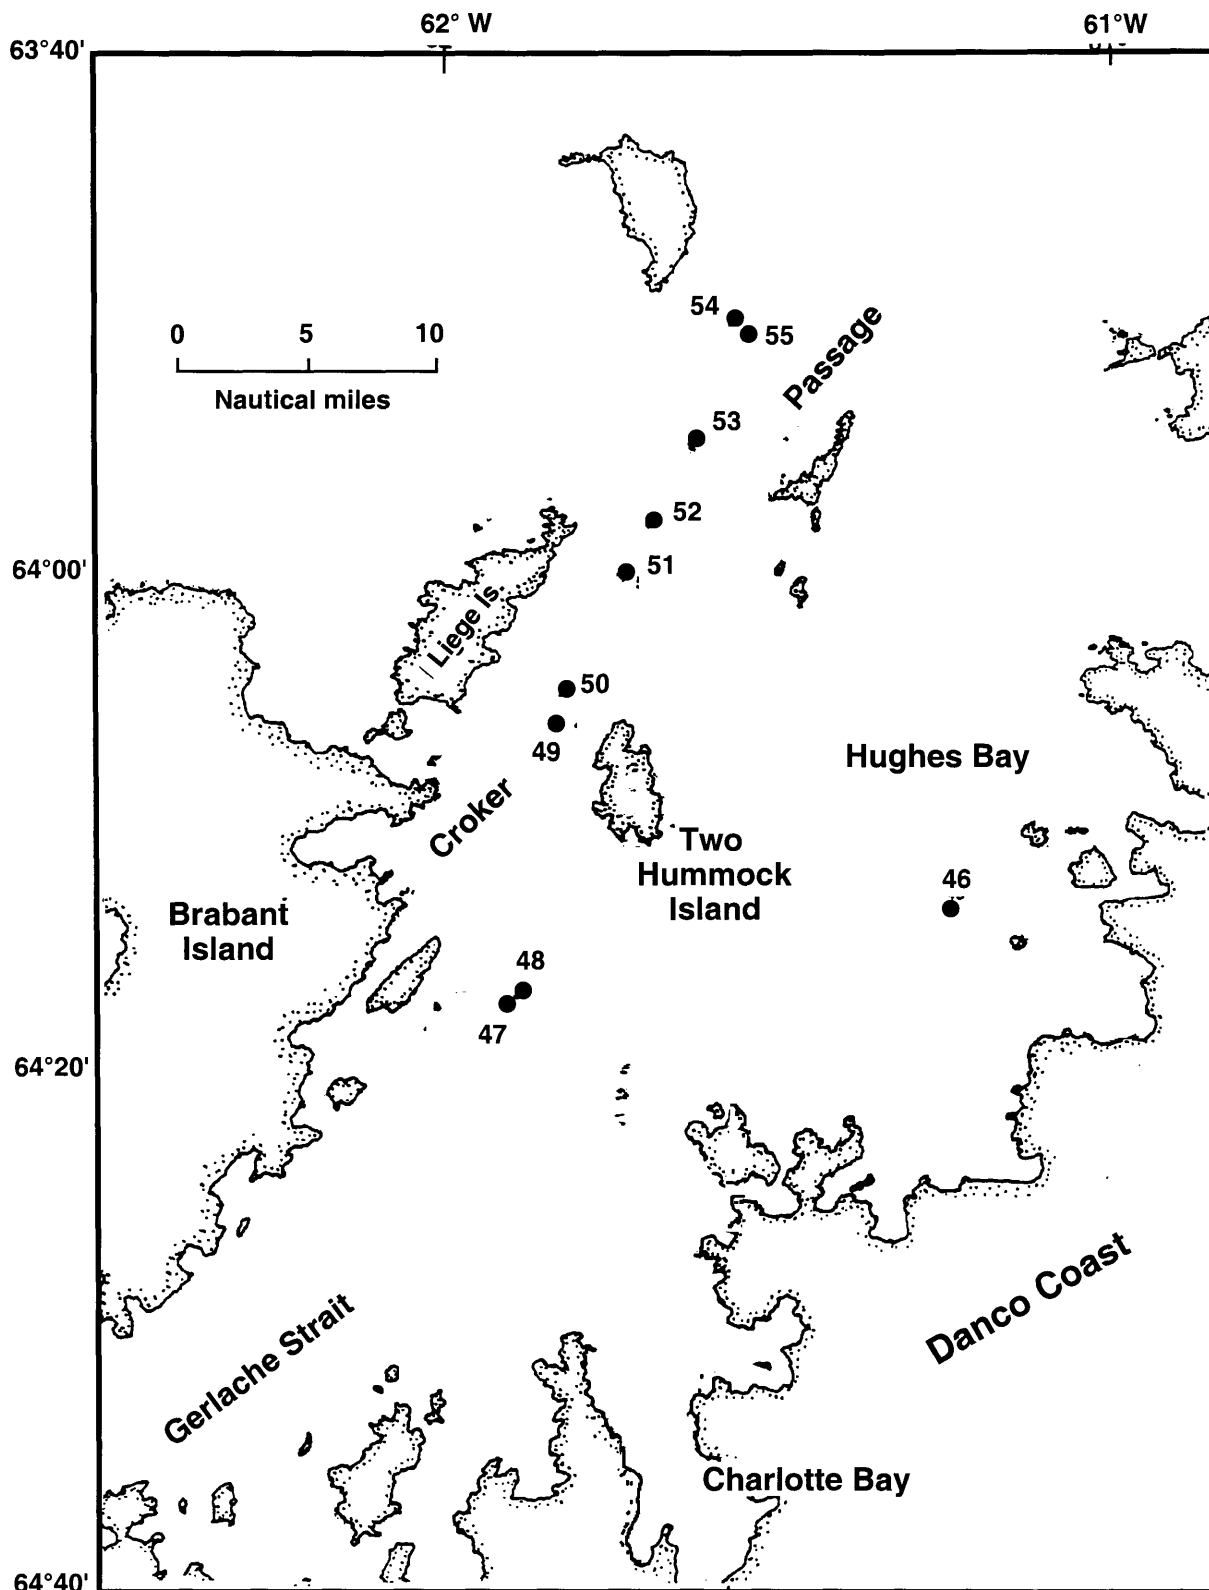 62° W
61°W
63°40'
54
55
Passage
0 5 10
Nautical miles
53
52
51
64°00'
Liege Is.
50
49
Hughes Bay
Croker
Two
Hummock
Island
46
Brabant
Island
48
47
64°20'
Danco Coast
Gerlache Strait
Charlotte Bay
64°40'